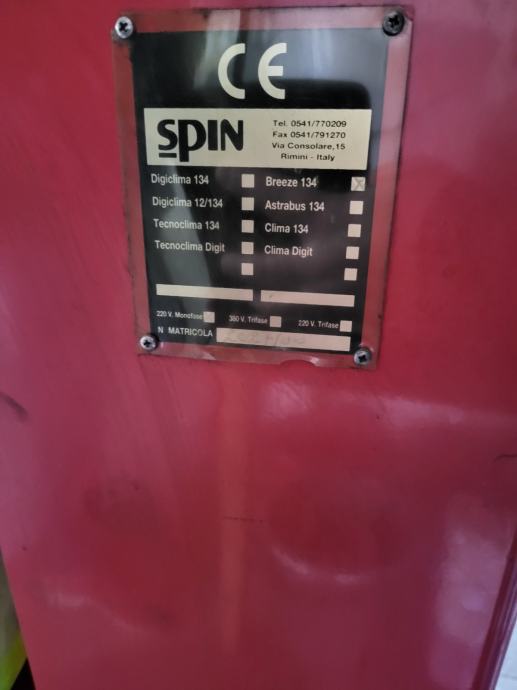 CE
SPIN
Tel. 0541/770209
Fax 0541/791270
Via Consolare,15
Rimini - Italy
Digiclima 134
Breeze 134 X
Digiclima 12/134
Astrabus 134
Tecnoclima 134
Clima 134
Tecnoclima Digit
Clima Digit
220 V. Monofase
380 V. Trifase
220 V. Trifase
N MATRICOLA